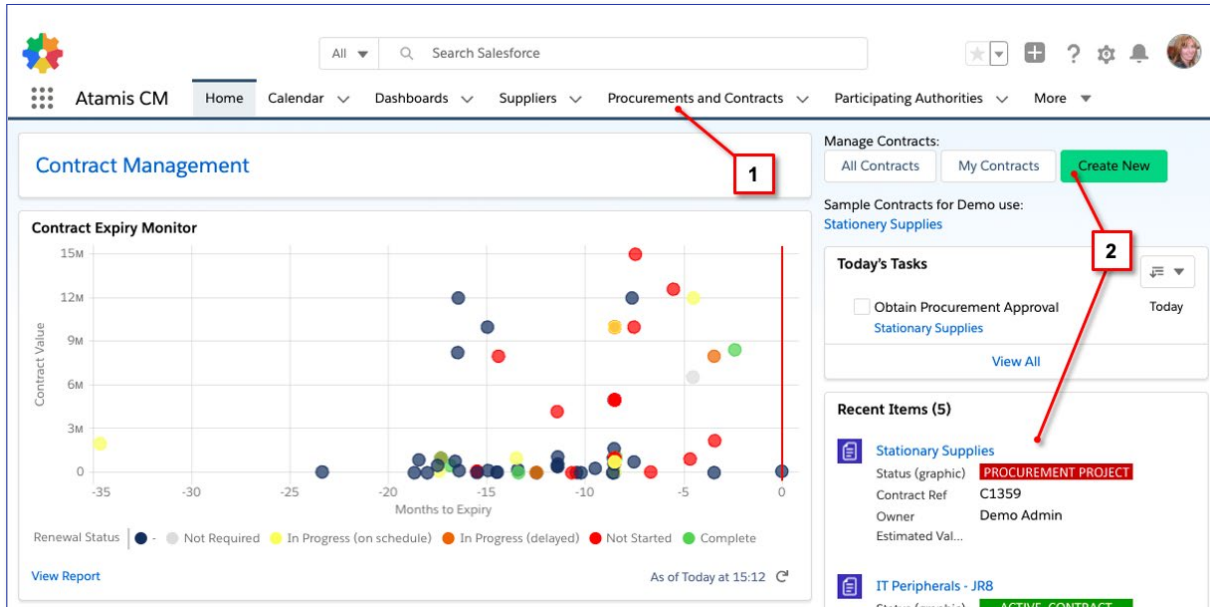 All
Search Salesforce
Atamis CM
Home
Calendar
Dashboards
Suppliers
Procurements and Contracts
Participating Authorities
More
1
Contract Management
Manage Contracts:
All Contracts
My Contracts
Create New
Sample Contracts for Demo use:
Stationery Supplies
2
Contract Expiry Monitor
15M
12M
9M
6M
3M
0
Contract Value
-35
-30
-25
-20
-15
-10
-5
0
Months to Expiry
Renewal Status
-
Not Required
In Progress (on schedule)
In Progress (delayed)
Not Started
Complete
View Report
As of Today at 15:12
Today's Tasks
Obtain Procurement Approval
Today
Stationary Supplies
View All
Recent Items (5)
Stationary Supplies
Status (graphic) PROCUREMENT PROJECT
Contract Ref C1359
Owner Demo Admin
Estimated Val...
IT Peripherals - JR8
Status (graphic) ACTIVE CONTRACT